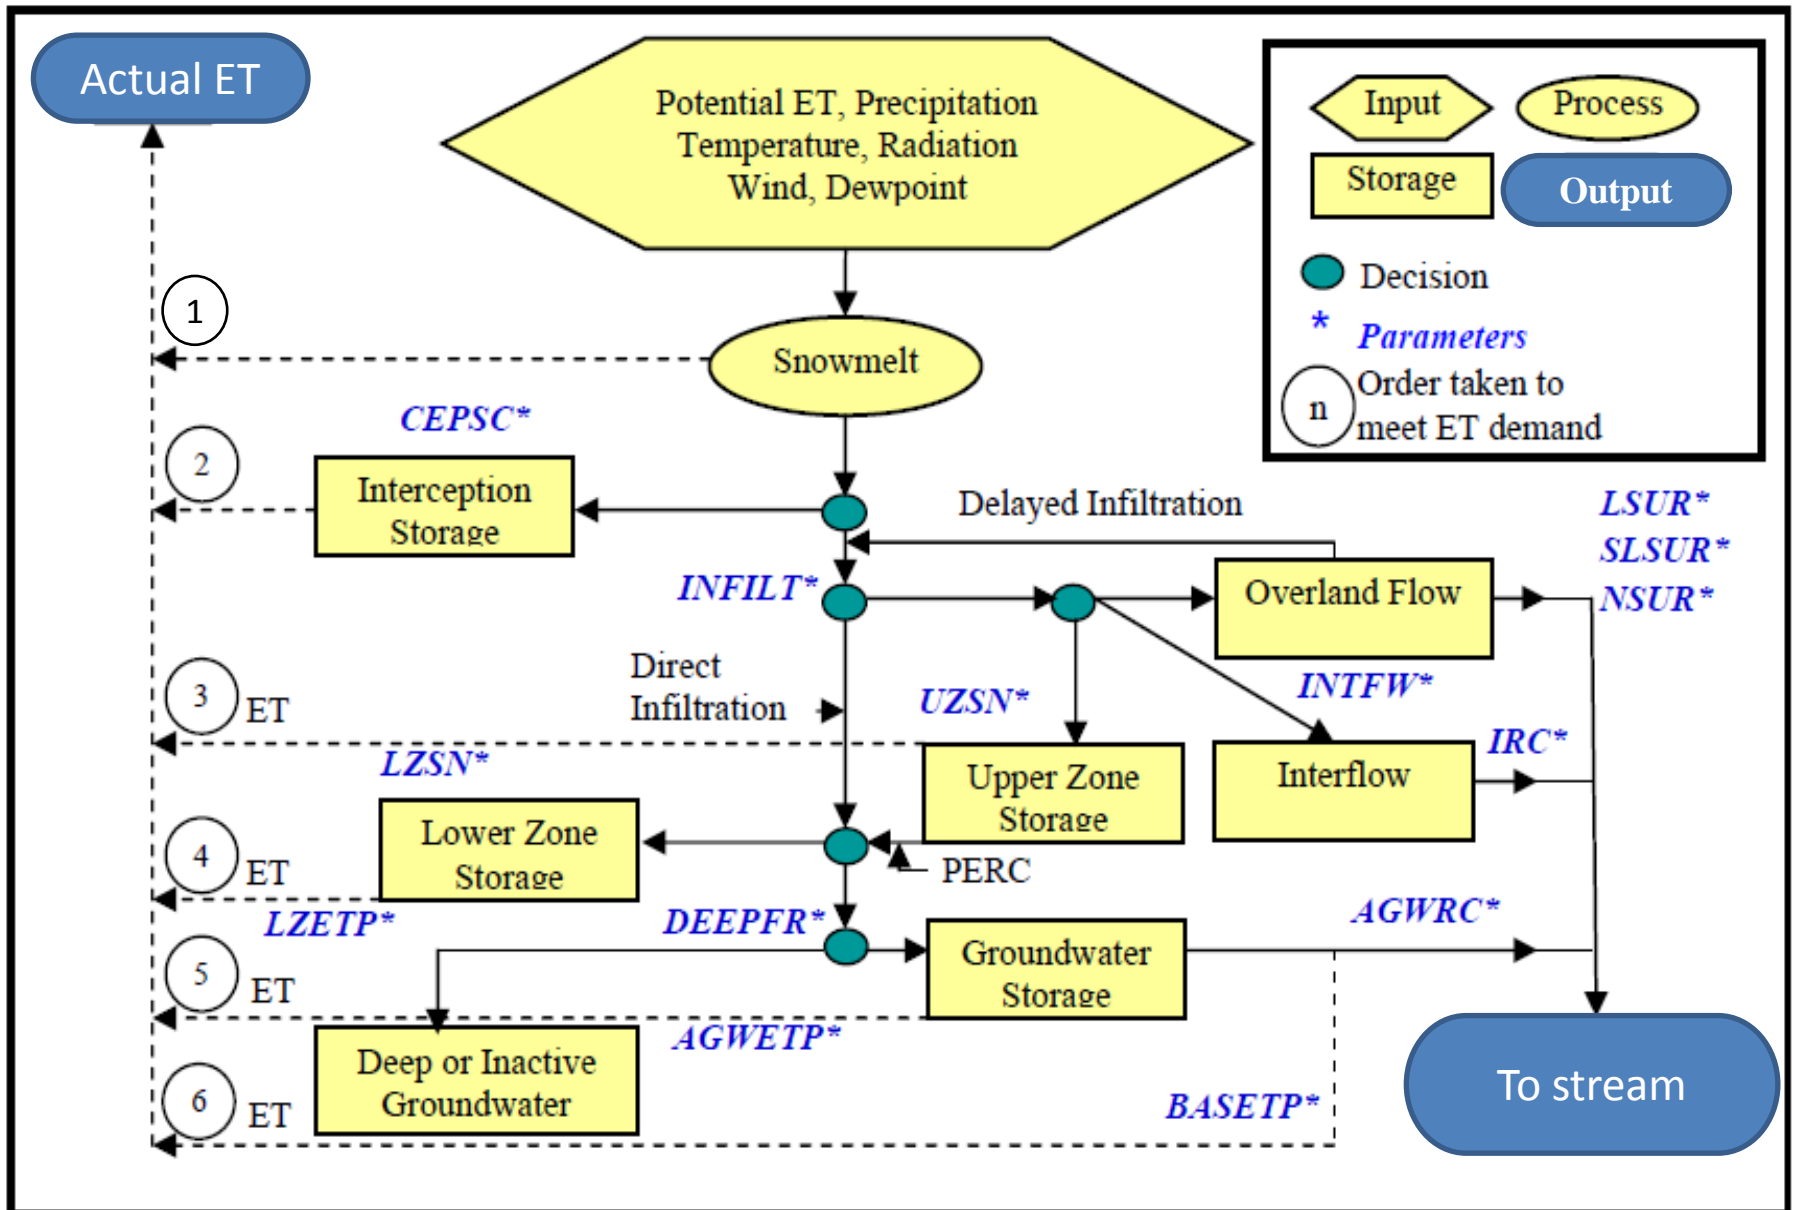 Actual ET
Potential ET, Precipitation
Temperature, Radiation
Wind, Dewpoint
Input
Process
Storage
Output
Decision
* Parameters
n
Order taken to
meet ET demand
1
Snowmelt
CEPSC*
2
Interception
Storage
Delayed Infiltration
LSUR*
SLSUR*
NSUR*
INFILT*
Overland Flow
Direct
Infiltration
3
ET
UZSN*
INTFW*
LZSN*
IRC*
Upper Zone
Storage
Interflow
Lower Zone
Storage
4
ET
PERC
LZETP*
DEEPFR*
AGWRC*
Groundwater
Storage
5
ET
AGWETP*
Deep or Inactive
Groundwater
6
ET
BASETP*
To stream